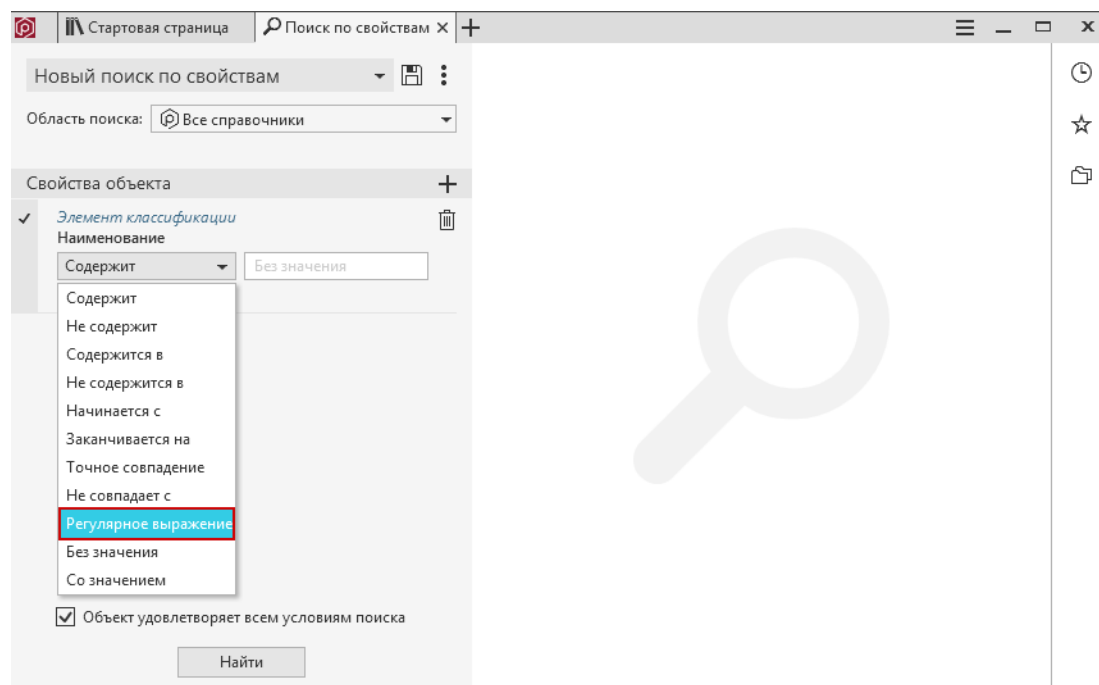 Стартовая страница
Поиск по свойствам
Новый поиск по свойствам
Область поиска:
Все справочники
Свойства объекта
Элемент классификации
Наименование
Содержит
Без значения
Содержит
Не содержит
Содержится в
Не содержится в
Начинается с
Заканчивается на
Точное совпадение
Не совпадает с
Регулярное выражение
Без значения
Со значением
Объект удовлетворяет всем условиям поиска
Найти